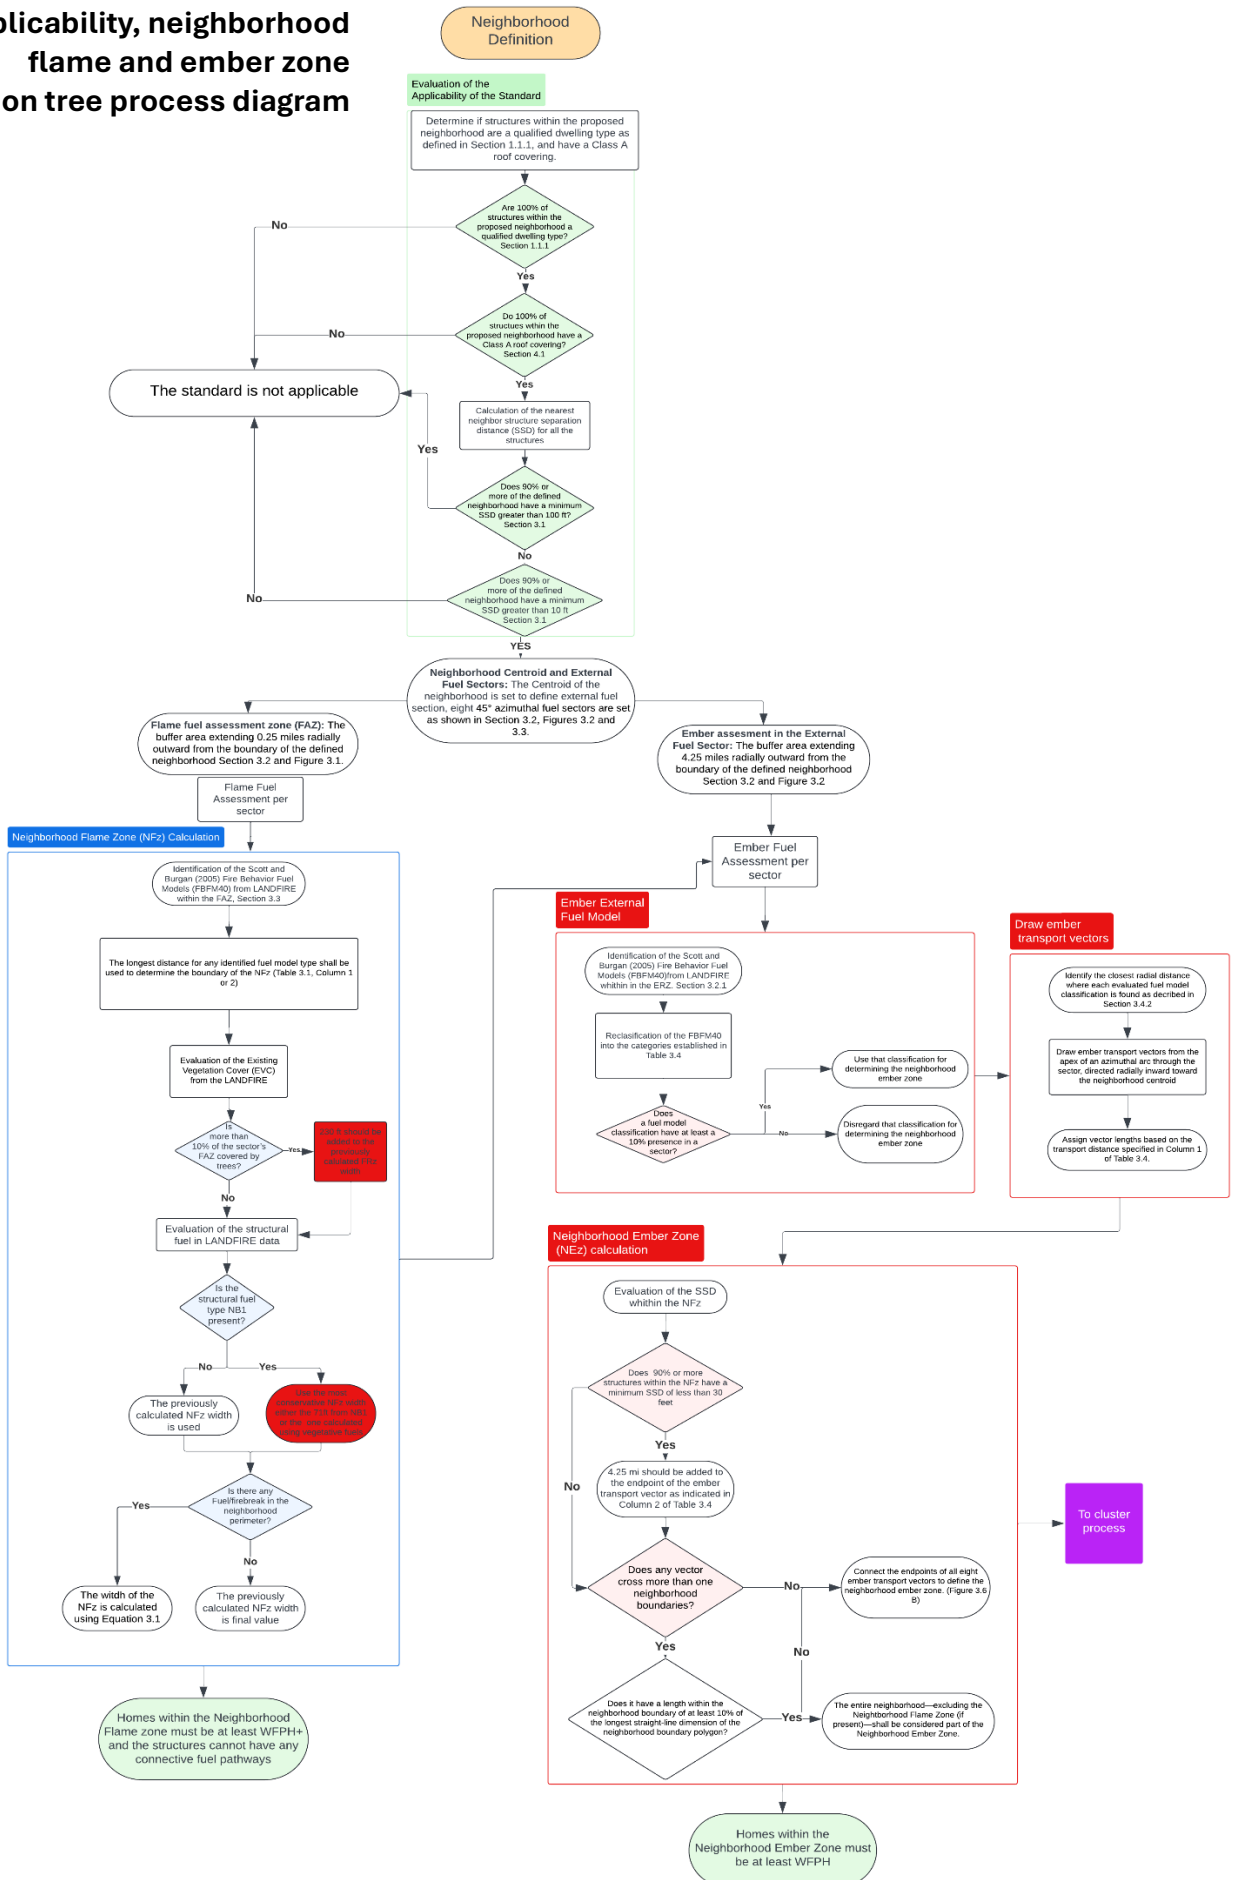 plicability, neighborhood
flame and ember zone
on tree process diagram
Neighborhood
Definition
Evaluation of the
Applicability of the Standard
Determine if structures within the proposed
neighborhood are a qualified dwelling type as
defined in Section 1.1.1, and have a Class A
roof covering.
Are 100% of
structures within the
proposed neighborhood a
qualified dwelling type?
Section 1.1.1
No
Yes
Do 100% of
structues wthin the
proposed neighborhood have a
Class A roof covering?
Section 4.1
No
Yes
The standard is not applicable
Calculation of the nearest
neighbor structure separation
distance (SSD) for all the
structures
Yes
Does 90% or
more of the defined
neighborhood have a minimum
SSD greater than 100 ft?
Section 3.1
No
Does 90% or
more of the defined
neighborhood have a minimum
SSD greater than 10 ft
Section 3.1
No
YES
Neighborhood Centroid and External
Fuel Sectors: The Centroid of the
neighborhood is set to define external fuel
section, eight 45° azimuthal fuel sectors are set
as shown in Section 3.2, Figures 3.2 and
3.3.
Flame fuel assessment zone (FAZ): The
buffer area extending 0.25 miles radially
outward from the boundary of the defined
neighborhood Section 3.2 and Figure 3.1.
Ember assesment in the External
Fuel Sector: The buffer area extending
4.25 miles radially outward from the
boundary of the defined neighborhood
Section 3.2 and Figure 3.2
Flame Fuel
Assessment per
sector
Neighborhood Flame Zone (NFz) Calculation
Identification of the Scott and
Burgan (2005) Fire Behavior Fuel
Models (FBFM40) from LANDFIRE
within the FAZ, Section 3.3
The longest distance for any identified fuel model type shall be
used to determine the boundary of the NFz (Table 3.1, Column 1
or 2)
Evaluation of the Existing
Vegetation Cover (EVC)
from the LANDFIRE
Is
more than
10% of the sector's
FAZ covered by
trees?
Yes
ft should be
added to the
previously
width
No
Evaluation of the structural
fuel in LANDFIRE data
Is the
structural fuel
type NB1
present?
No
Yes
The previously
calculated NFz width
is used
Use the most
conservative NFz width
either the from NB1
or the one calculated
using vegetative fuels
Is there any
Fuel/firebreak in the
neighborhood
perimeter?
Yes
No
The witdh of the
NFz is calculated
using Equation 3.1
The previously
calculated NFz width
is final value
Homes within the Neighborhood
Flame zone must be at least WFPH+
and the structures cannot have any
connective fuel pathways
Ember Fuel
Assessment per
sector
Ember External
Fuel Model
Identification of the Scott and
Burgan (2005) Fire Behavior Fuel
Models (FBFM40)from LANDFIRE
whithin in the ERZ. Section 3.2.1
Reclasification of the FBFM40
into the categories established in
Table 3.4
Does
a fuel model
classification have at least a
10% presence in a
sector?
Yes
No
Use that classification for
determining the neighborhood
ember zone
Disregard that classification for
determining the neighborhood
ember zone
Draw ember
transport vectors
Identify the closest radial distance
where each evaluated fuel model
classification is found as decribed in
Section 3.4.2
Draw ember transport vectors from the
apex of an azimuthal arc through the
sector, directed radially inward toward
the neighborhood centroid
Assign vector lengths based on the
transport distance specified in Column 1
of Table 3.4.
Neighborhood Ember Zone
(NEz) calculation
Evaluation of the SSD
whithin the NFz
Does 90% or more
structures within the NFz have a
minimum SSD of less than 30
feet
Yes
No
4.25 mi should be added to
the endpoint of the ember
transport vector as indicated in
Column 2 of Table 3.4
Does any vector
cross more than one
neighborhood
boundaries?
No
Connect the endpoints of all eight
ember transport vectors to define the
neighborhood ember zone. (Figure 3.6
B)
Yes
No
Does it have a length within the
neighborhood boundary of at least 10% of
the longest straight-line dimension of the
neighborhood boundary polygon?
Yes
The entire neighborhood—excluding the
Neightborhood Flame Zone (if
present)—shall be considered part of the
Neighborhood Ember Zone.
To cluster
process
Homes within the
Neighborhood Ember Zone must
be at least WFPH